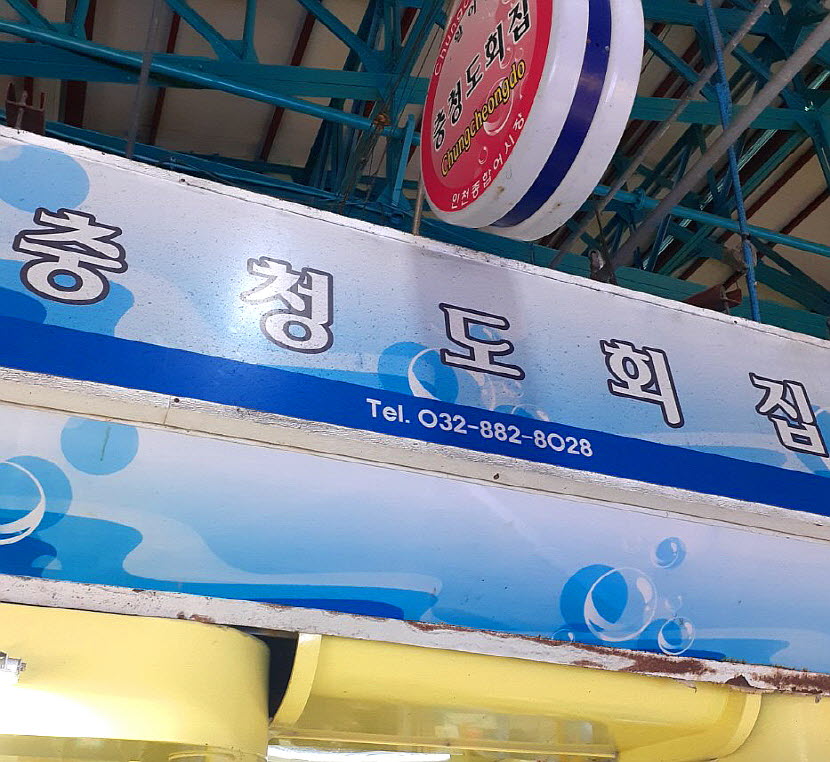 충청도회집
Chungcheongdo
인천종합어시장
충청도회집
Tel. 032-882-8028